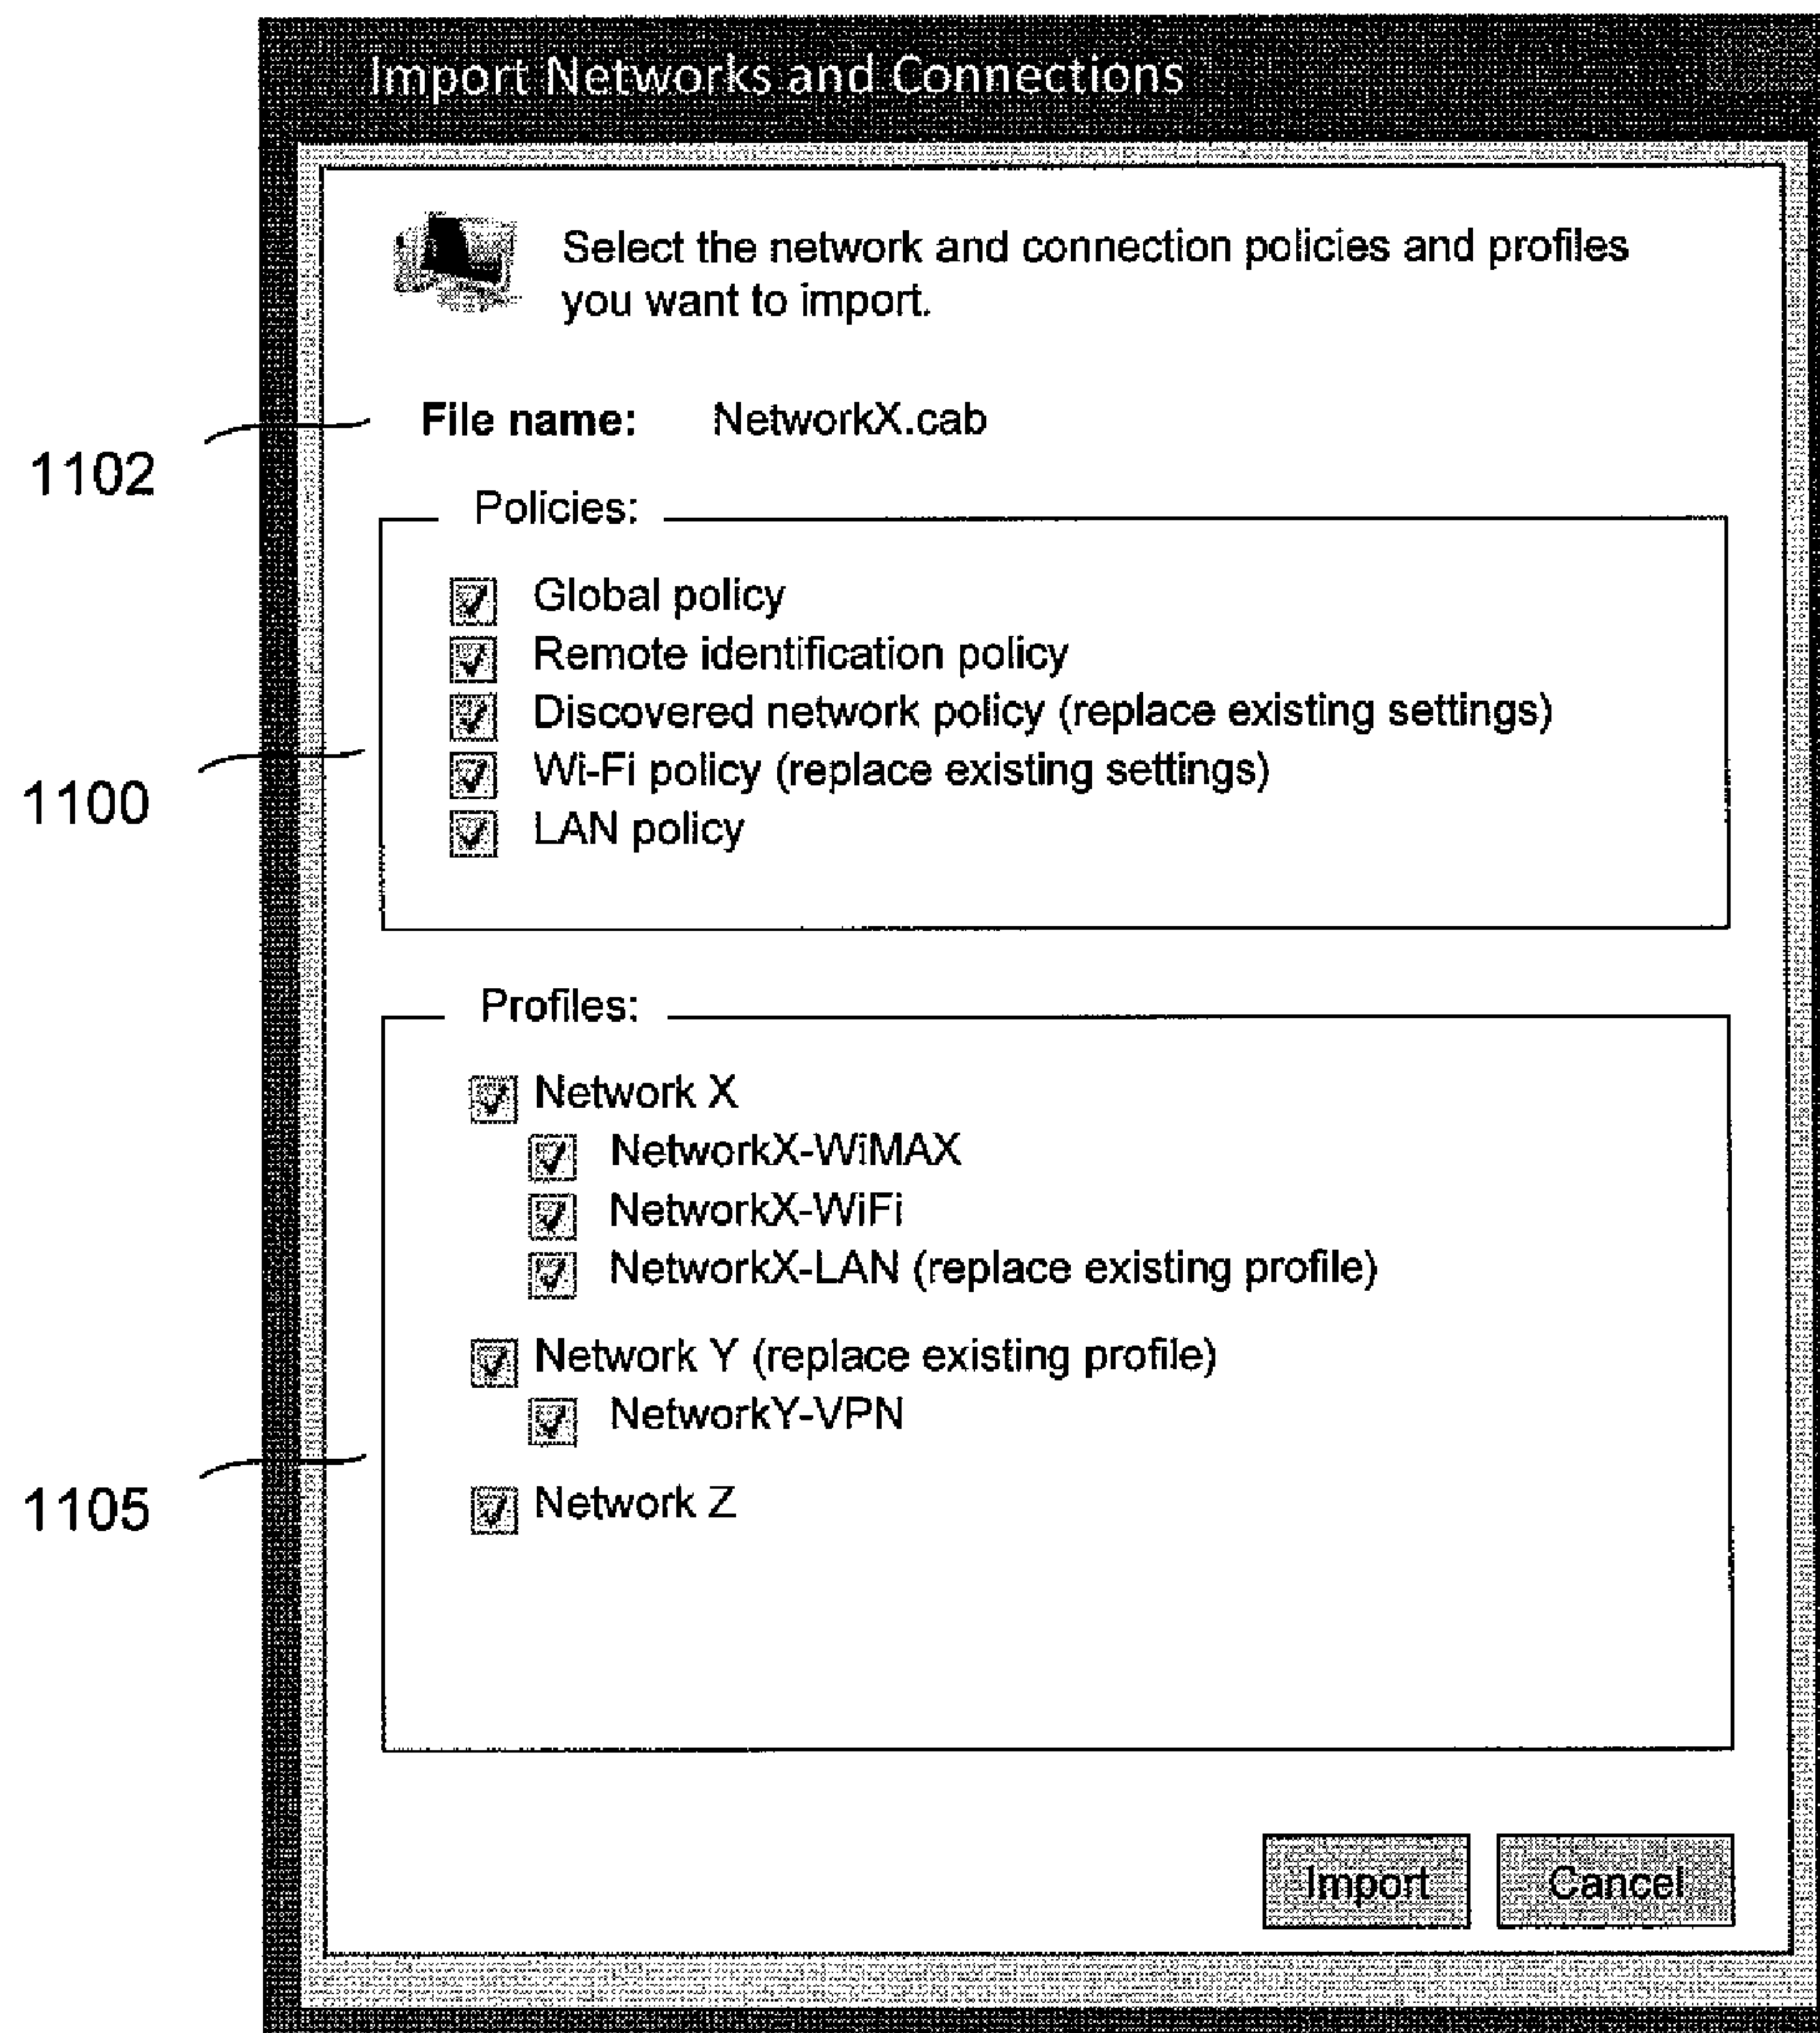 Import Networks and Connections
Select the network and connection policies and profiles
you want to import.
File name: NetworkX.cab
1102
Policies:
Global policy
Remote identification policy
Discovered network policy (replace existing settings)
Wi-Fi policy (replace existing settings)
1100
LAN policy
Profiles:
Network X
NetworkX-WiMAX
NetworkX-WiFi
NetworkX-LAN (replace existing profile)
Network Y (replace existing profile)
NetworkY-VPN
1105
Network Z
Import
Cancel